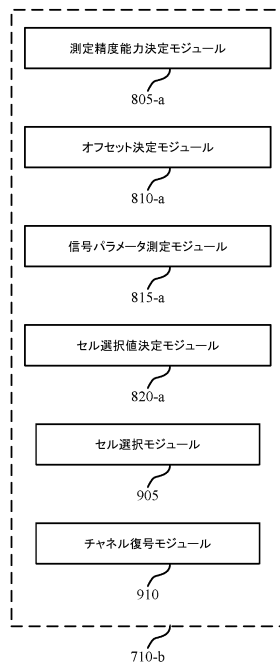 測定精度能力決定モジュール
805-a
オフセット決定モジュール
810-a
信号パラメータ測定モジュール
815-a
セル選択値決定モジュール
820-a
セル選択モジュール
905
チャネル復号モジュール
910
710-b